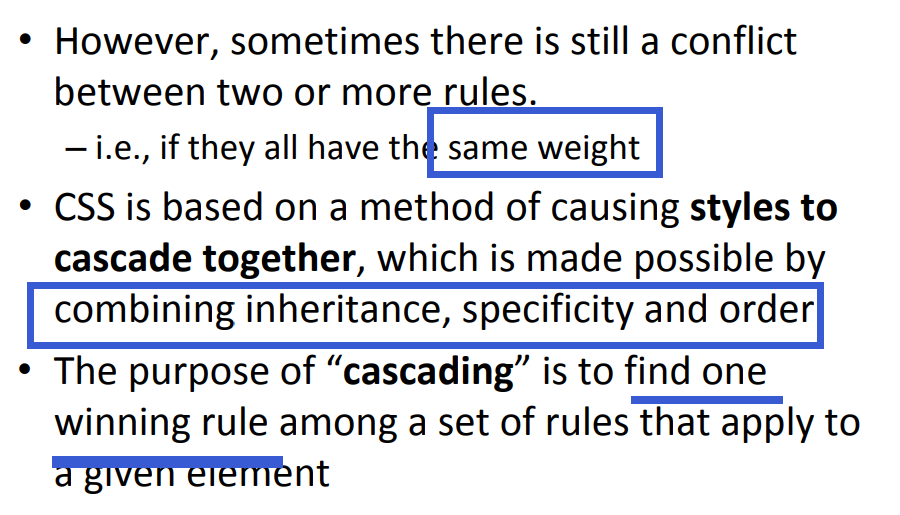 • However, sometimes there is still a conflict
between two or more rules.
– i.e., if they all have the same weight
• CSS is based on a method of causing styles to
cascade together, which is made possible by
combining inheritance, specificity and order
• The purpose of “cascading” is to find one
winning rule among a set of rules that apply to
a given element